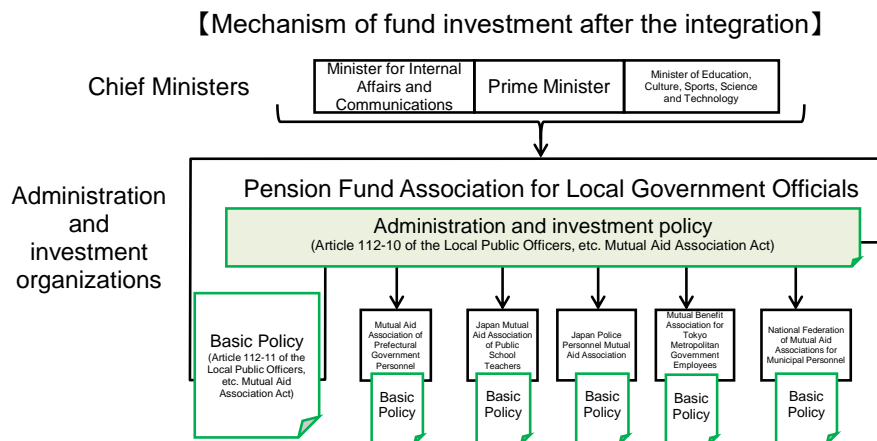 【Mechanism of fund investment after the integration】
Chief Ministers
Minister for Internal
Affairs and
Communications
Prime Minister
Minister of Education,
Culture, Sports, Science
and Technology
Administration
and
investment
organizations
Pension Fund Association for Local Government Officials
Administration and investment policy
(Article 112-10 of the Local Public Officers, etc. Mutual Aid Association Act)
Basic Policy
(Article 112-11 of the
Local Public Officers,
etc. Mutual Aid
Association Act)
Mutual Aid
Association of
Prefectural
Government
Personnel
Basic
Policy
Japan Mutual
Aid Association
of Public
School
Teachers
Basic
Policy
Japan Police
Personnel Mutual
Aid Association
Basic
Policy
Mutual Benefit
Association for
Tokyo
Metropolitan
Government
Employees
Basic
Policy
National Federation
of Mutual Aid
Associations for
Municipal Personnel
Basic
Policy